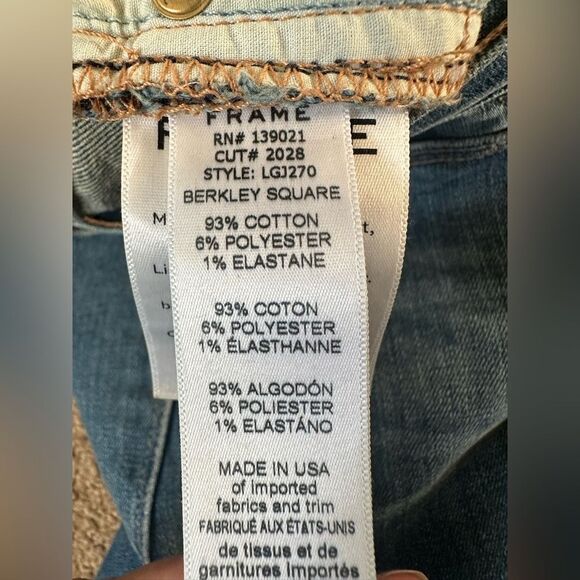 FRAME
RN# 139021
CUT# 2028
STYLE: LGJ270
BERKLEY SQUARE
93% COTTON
6% POLYESTER
1% ELASTANE
93% COTON
6% POLYESTER
1% ÉLASTHANNE
93% ALGODÓN
6% POLIESTER
1% ELASTÁNO
MADE IN USA
of imported
fabrics and trim
FABRIQUÉ AUX ÉTATS-UNIS
de tissus et de
garnitures importés